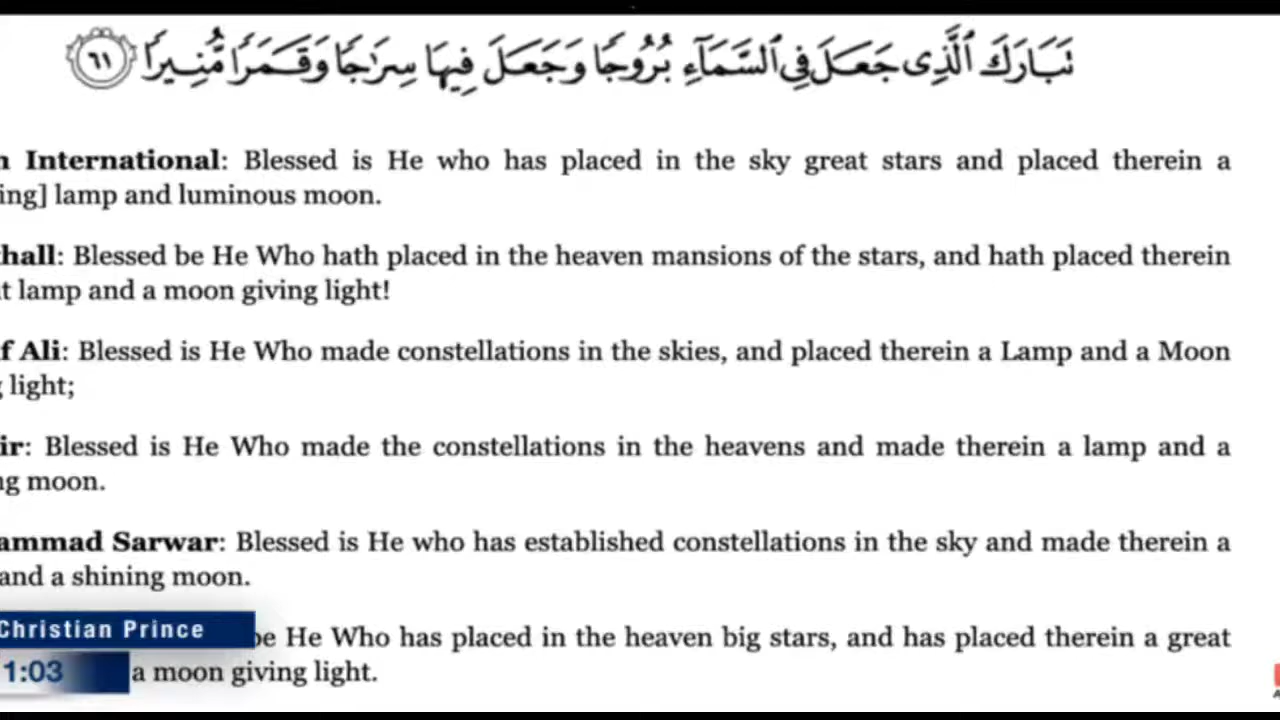 تَبَارَكَ ٱلَّذِى جَعَلَ فِى ٱلسَّمَآءِ بُرُوجًا وَجَعَلَ فِيهَا سِرَٰجًا وَقَمَرًا مُّنِيرًا ٦١
n International: Blessed is He who has placed in the sky great stars and placed therein a
ing] lamp and luminous moon.
hall: Blessed be He Who hath placed in the heaven mansions of the stars, and hath placed therein
t lamp and a moon giving light!
f Ali: Blessed is He Who made constellations in the skies, and placed therein a Lamp and a Moon
light;
ir: Blessed is He Who made the constellations in the heavens and made therein a lamp and a
ng moon.
ammad Sarwar: Blessed is He who has established constellations in the sky and made therein a
and a shining moon.
Christian Prince
be He Who has placed in the heaven big stars, and has placed therein a great
1:03
a moon giving light.